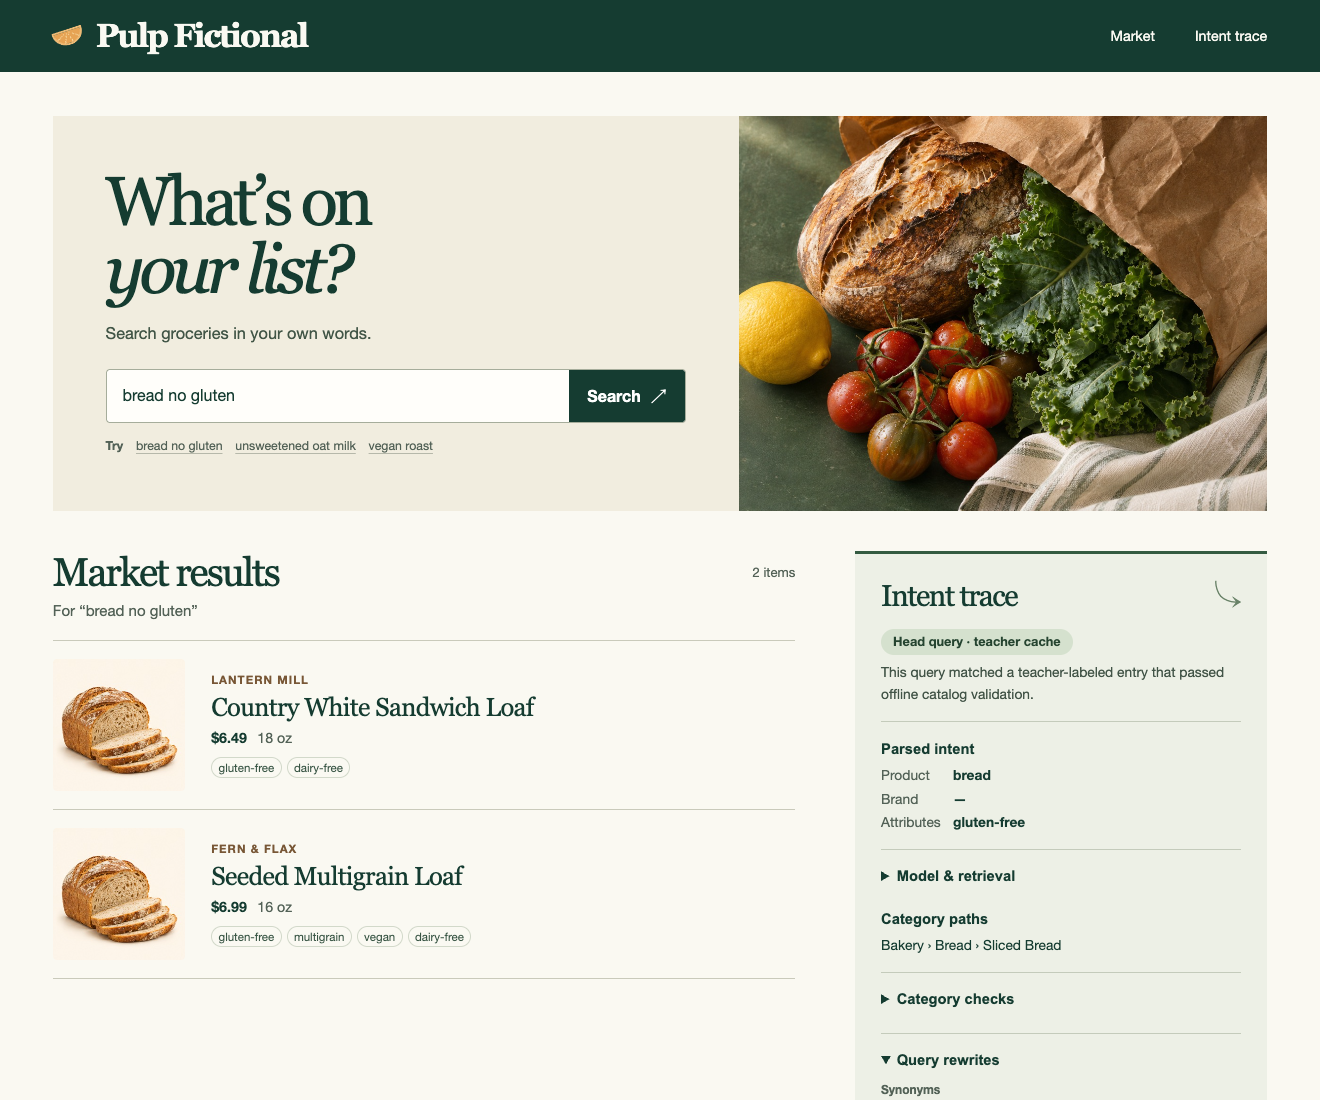 Pulp Fictional
Market
Intent trace
What’s on
your list?
Search groceries in your own words.
bread no gluten
Search ↗
Try bread no gluten unsweetened oat milk vegan roast
Market results
2 items
For “bread no gluten”
LANTERN MILL
Country White Sandwich Loaf
$6.49 18 oz
gluten-free dairy-free
FERN & FLAX
Seeded Multigrain Loaf
$6.99 16 oz
gluten-free multigrain vegan dairy-free
Intent trace
Head query · teacher cache
This query matched a teacher-labeled entry that passed
offline catalog validation.
Parsed intent
Product bread
Brand —
Attributes gluten-free
▶ Model & retrieval
Category paths
Bakery › Bread › Sliced Bread
▶ Category checks
▼ Query rewrites
Synonyms